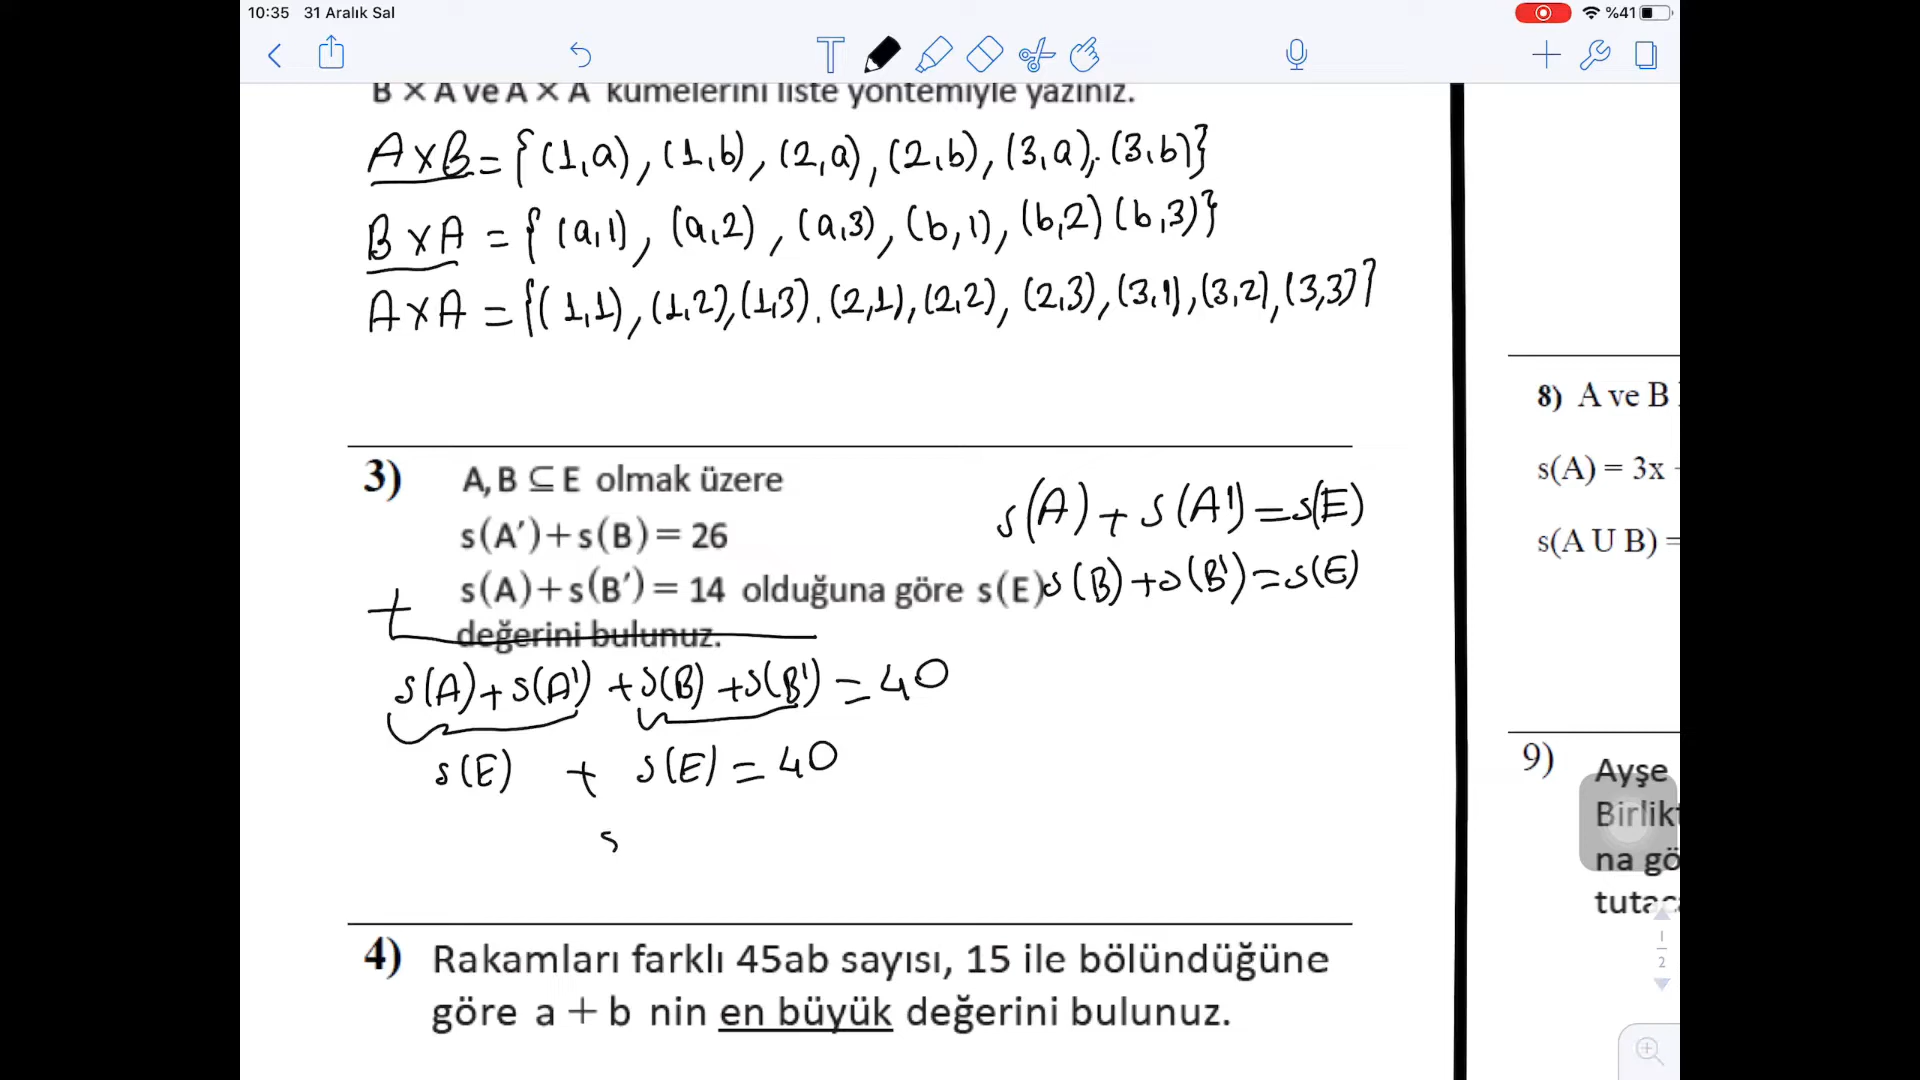 10:35 31 Aralık Sal
%41
T
B × A ve A × A kümelerini liste yöntemiyle yazınız.
A×B = {(1,a), (1,b), (2,a), (2,b), (3,a), (3,b)}
B×A = {(a,1), (a,2), (a,3), (b,1), (b,2) (b,3)}
A×A = {(1,1), (1,2), (1,3), (2,1), (2,2), (2,3), (3,1), (3,2), (3,3)}
3) A, B ⊆ E olmak üzere
s(A′) + s(B) = 26
s(A) + s(B′) = 14 olduğuna göre s(E)
değerini bulunuz.
s(A) + s(A') = s(E)
s(B) + s(B') = s(E)
+
s(A) + s(A') + s(B) + s(B') = 40
s(E) + s(E) = 40
s
4) Rakamları farklı 45ab sayısı, 15 ile bölündüğüne
göre a + b nin en büyük değerini bulunuz.
8) A ve B
s(A) = 3x
s(A U B) =
9) Ayşe
Birlik
na gö
1
2